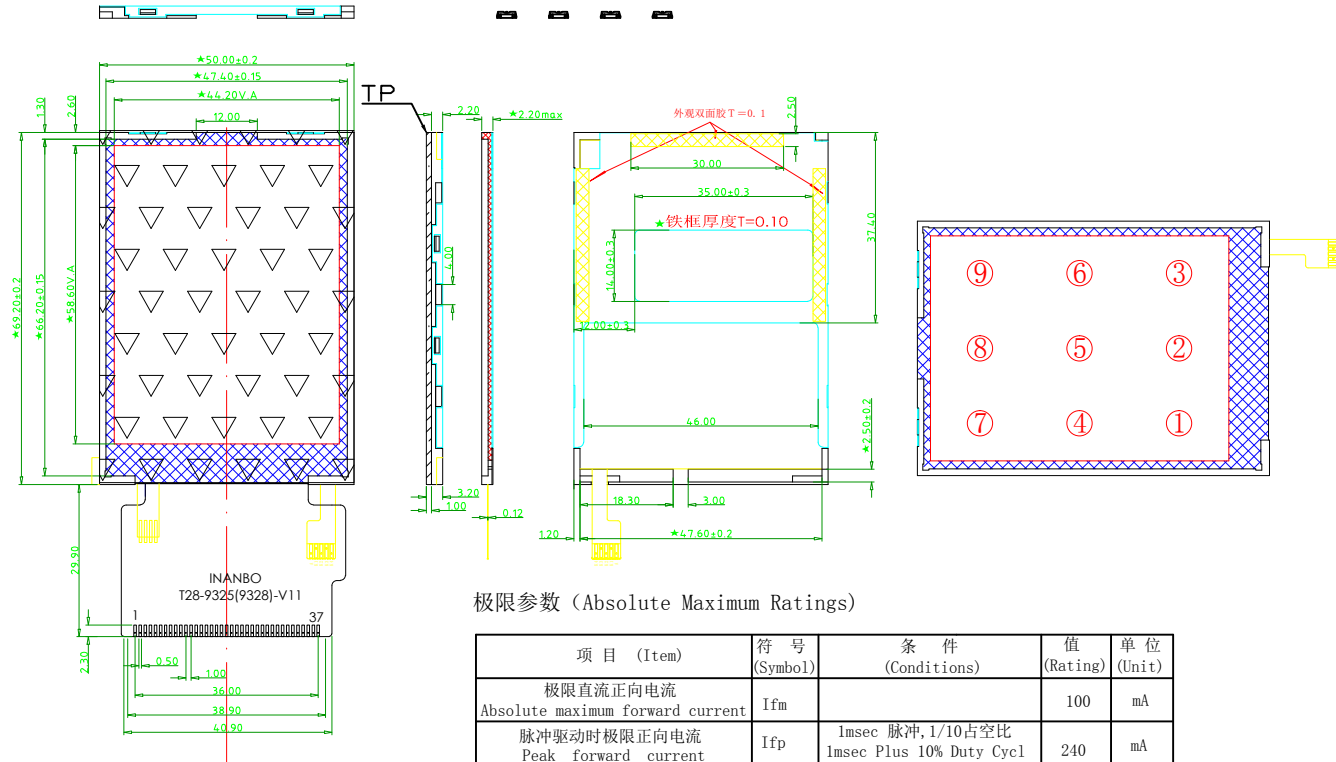 ★50.00±0.2
★47.40±0.15
★44.20V.A
12.00
1.30
2.60
★69.20±0.2
★66.20±0.15
★58.60V.A
29.90
2.30
INANBO
T28-9325(9328)-V11
1
37
0.50
1.00
36.00
38.90
40.90
TP
2.20
★2.20max
4.00
3.20
1.00
0.12
外观双面胶T=0.1
2.50
30.00
35.00±0.3
★铁框厚度T=0.10
14.00±0.3
12.00±0.3
37.40
46.00
★2.50±0.2
18.30
3.00
1.20
★47.60±0.2
⑨ ⑥ ③
⑧ ⑤ ②
⑦ ④ ①
极限参数（Absolute Maximum Ratings)
项 目 (Item)
符 号
(Symbol)
条 件
(Conditions)
值
(Rating)
单 位
(Unit)
极限直流正向电流
Absolute maximum forward current
Ifm
100
mA
脉冲驱动时极限正向电流
Peak forward current
Ifp
1msec 脉冲,1/10占空比
1msec Plus 10% Duty Cycl
240
mA